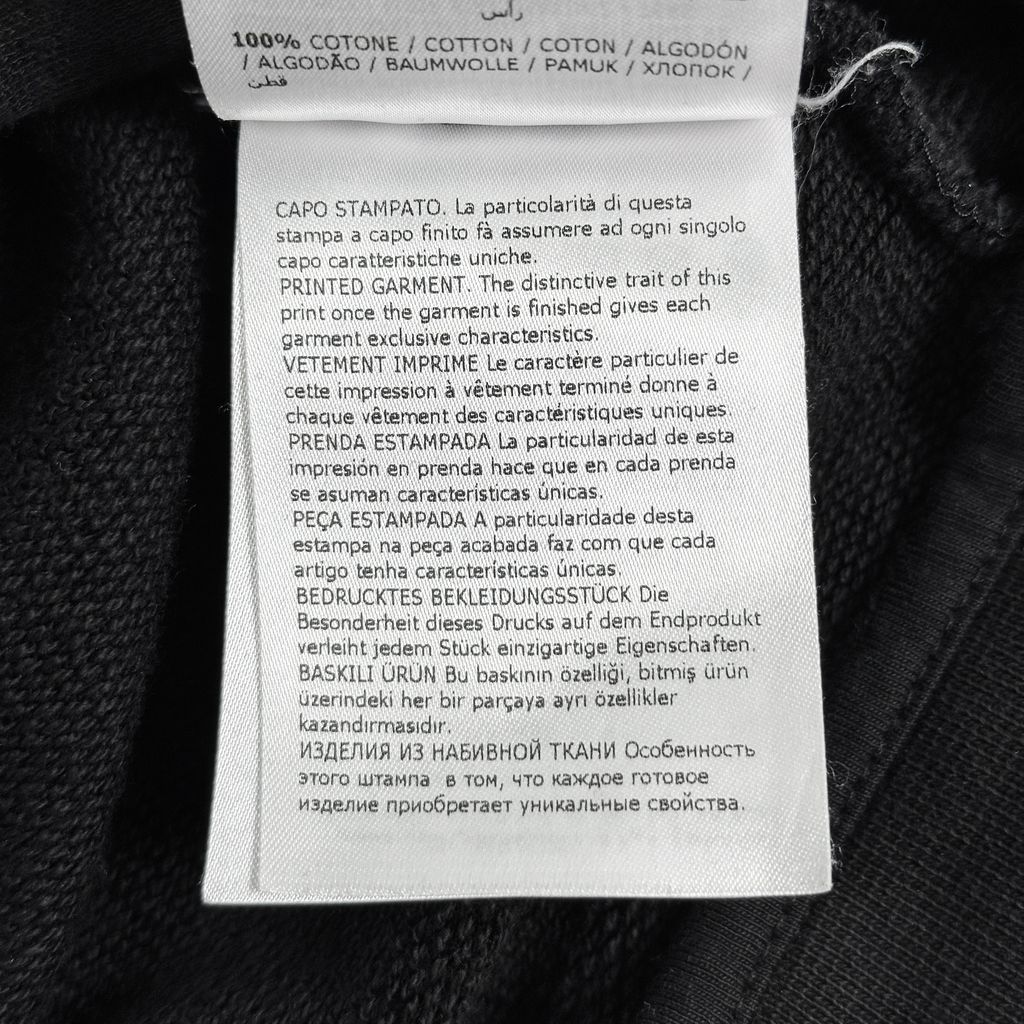 رأس
100% COTONE / COTTON / COTON / ALGODÓN
/ ALGODÃO / BAUMWOLLE / PAMUK / ХЛОПОК /
قطن
CAPO STAMPATO. La particolarità di questa
stampa a capo finito fà assumere ad ogni singolo
capo caratteristiche uniche.
PRINTED GARMENT. The distinctive trait of this
print once the garment is finished gives each
garment exclusive characteristics.
VETEMENT IMPRIME Le caractère particulier de
cette impression à vêtement terminé donne à
chaque vêtement des caractéristiques uniques.
PRENDA ESTAMPADA La particularidad de esta
impresión en prenda hace que en cada prenda
se asuman características únicas.
PEÇA ESTAMPADA A particularidade desta
estampa na peça acabada faz com que cada
artigo tenha características únicas.
BEDRUCKTES BEKLEIDUNGSSTÜCK Die
Besonderheit dieses Drucks auf dem Endprodukt
verleiht jedem Stück einzigartige Eigenschaften.
BASKILI ÜRÜN Bu baskının özelliği, bitmiş ürün
üzerindeki her bir parçaya ayrı özellikler
kazandırmasıdır.
ИЗДЕЛИЯ ИЗ НАБИВНОЙ ТКАНИ Особенность
этого штампа в том, что каждое готовое
изделие приобретает уникальные свойства.